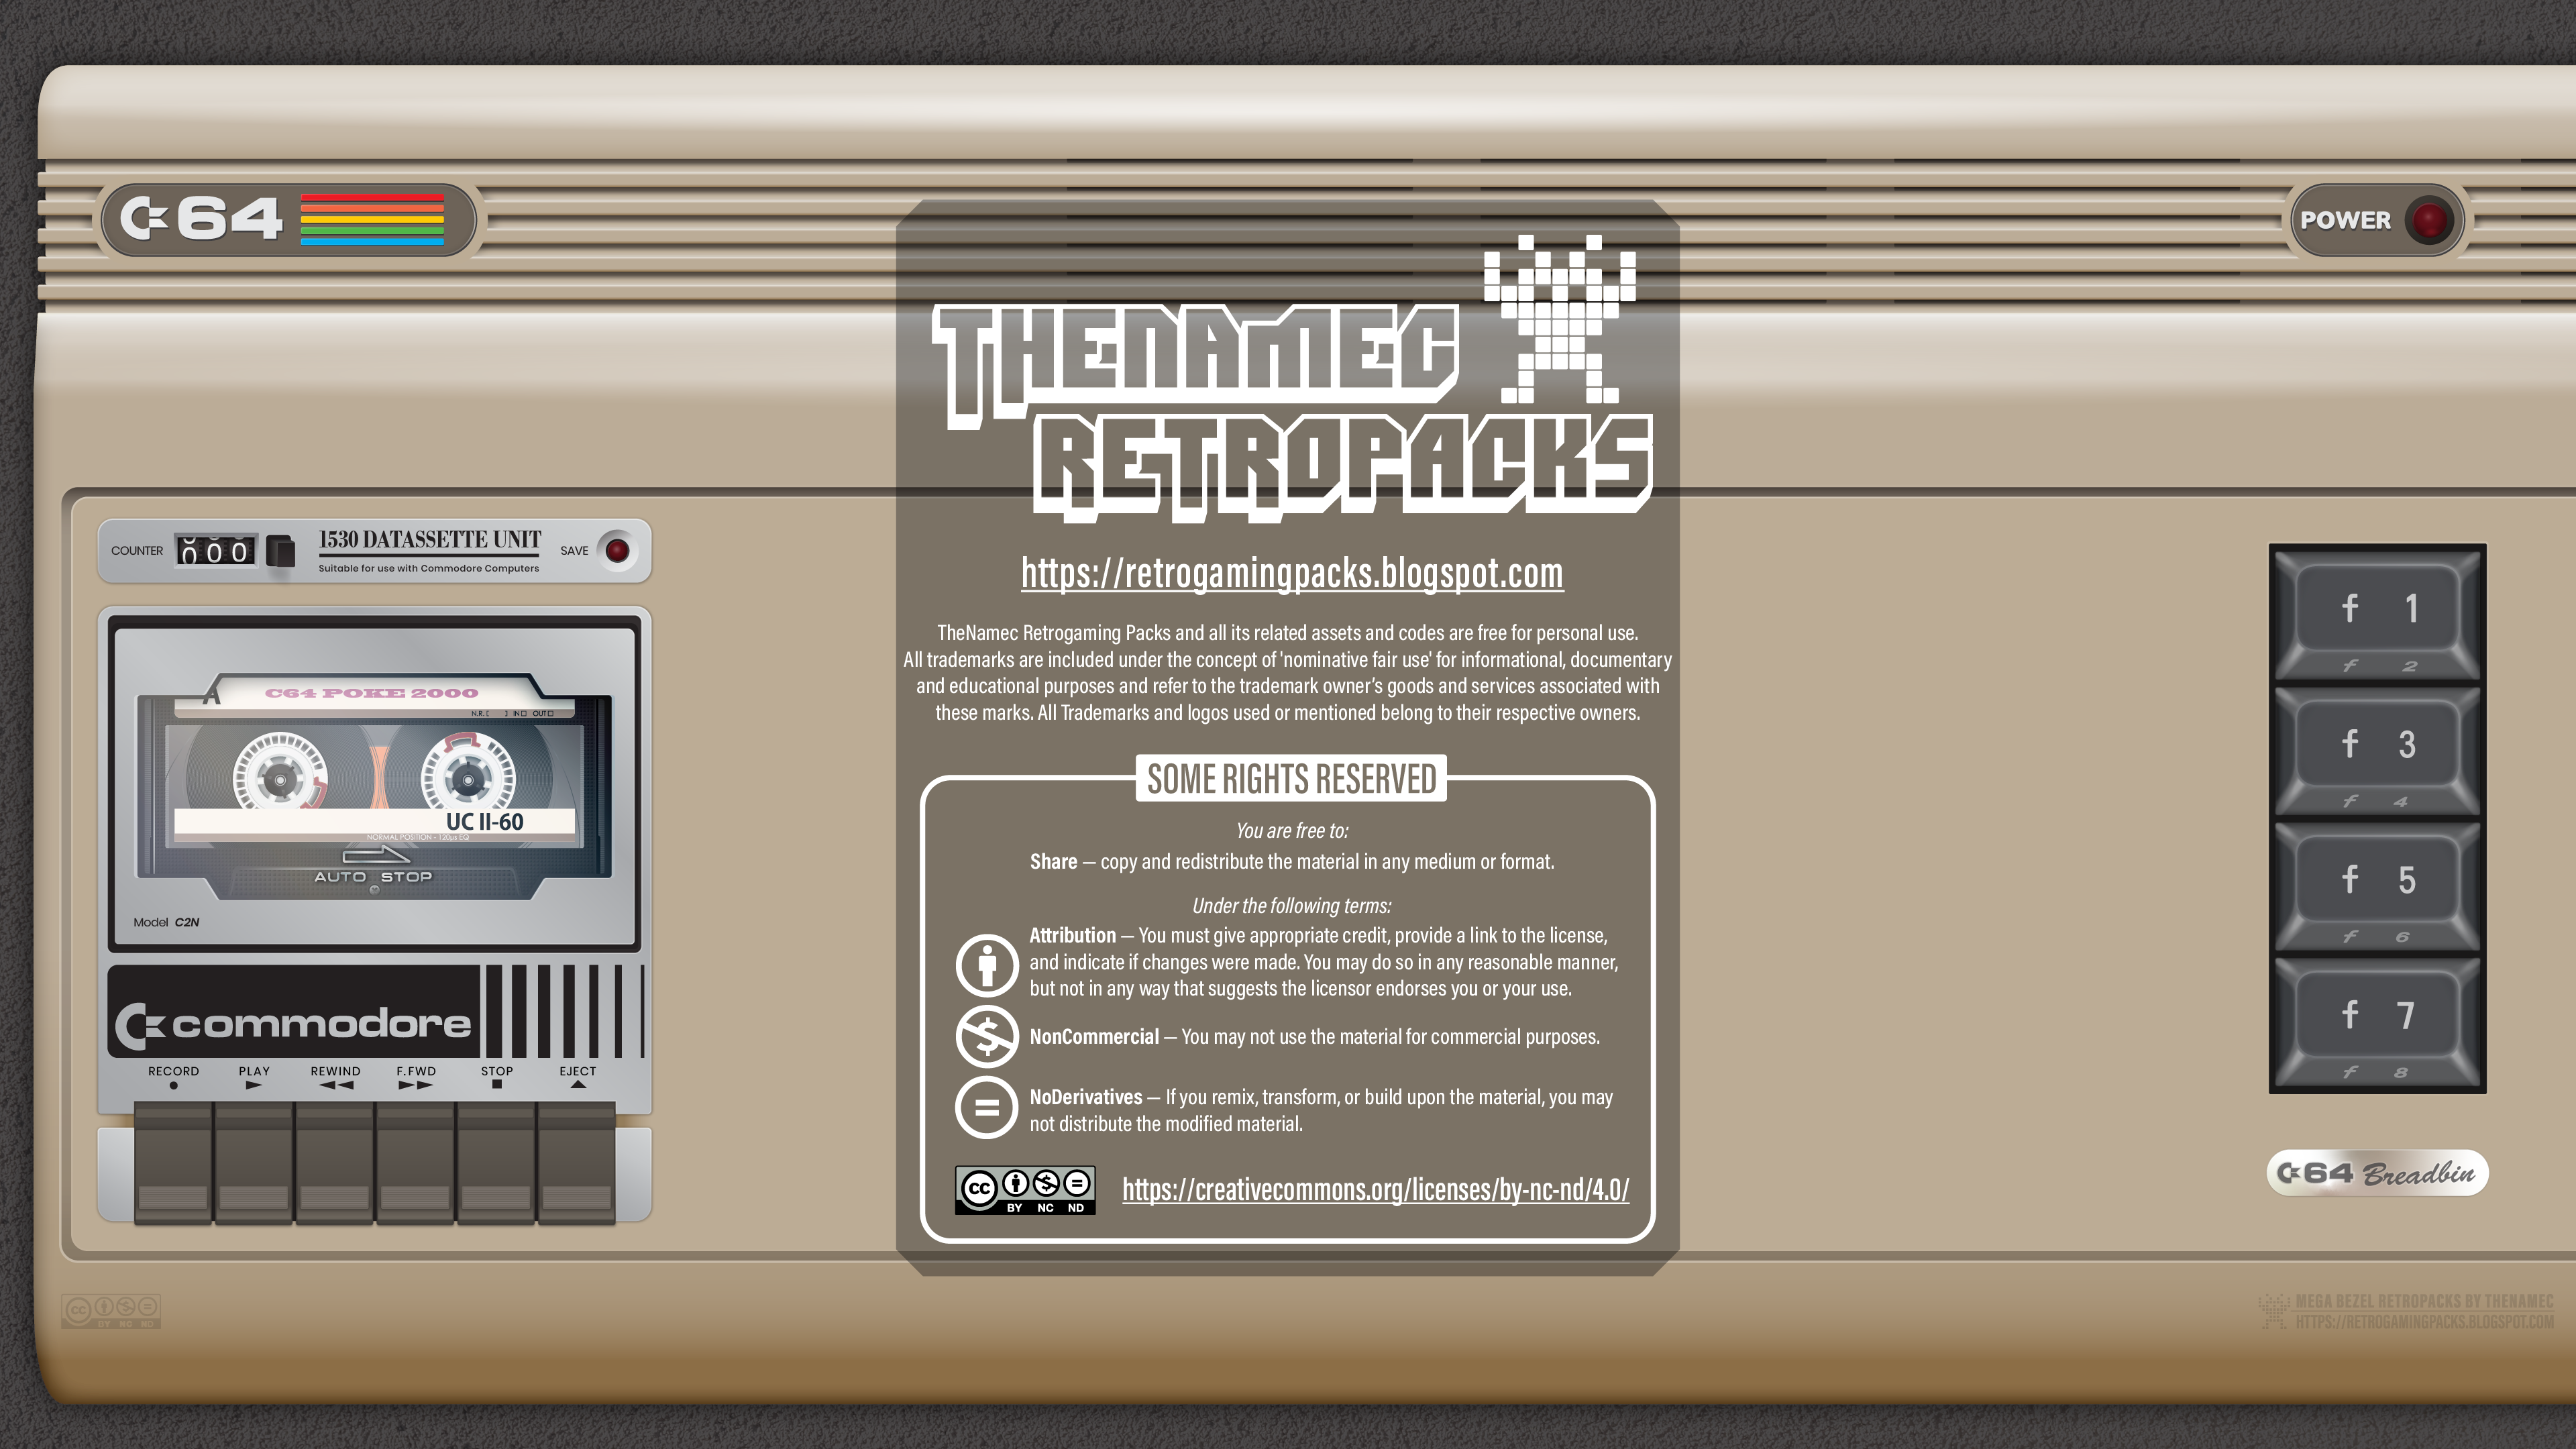 C=64
POWER
THENAMEC
RETROPACKS
COUNTER 000 1530 DATASSETTE UNIT SAVE
Suitable for use with Commodore Computers
https://retrogamingpacks.blogspot.com
TheNamec Retrogaming Packs and all its related assets and codes are free for personal use.
All trademarks are included under the concept of 'nominative fair use' for informational, documentary
and educational purposes and refer to the trademark owner’s goods and services associated with
these marks. All Trademarks and logos used or mentioned belong to their respective owners.
A C64 POKE 2000
N.R.[ ] IN□ OUT□
UC II-60
NORMAL POSITION - 120µs EQ
AUTO STOP
Model C2N
commodore
RECORD PLAY REWIND F.FWD STOP EJECT
SOME RIGHTS RESERVED
You are free to:
Share — copy and redistribute the material in any medium or format.
Under the following terms:
Attribution — You must give appropriate credit, provide a link to the license,
and indicate if changes were made. You may do so in any reasonable manner,
but not in any way that suggests the licensor endorses you or your use.
NonCommercial — You may not use the material for commercial purposes.
NoDerivatives — If you remix, transform, or build upon the material, you may
not distribute the modified material.
cc BY NC ND
https://creativecommons.org/licenses/by-nc-nd/4.0/
f 1
f 2
f 3
f 4
f 5
f 6
f 7
f 8
C=64 Breadbin
cc BY NC ND
MEGA BEZEL RETROPACKS BY THENAMEC
HTTPS://RETROGAMINGPACKS.BLOGSPOT.COM